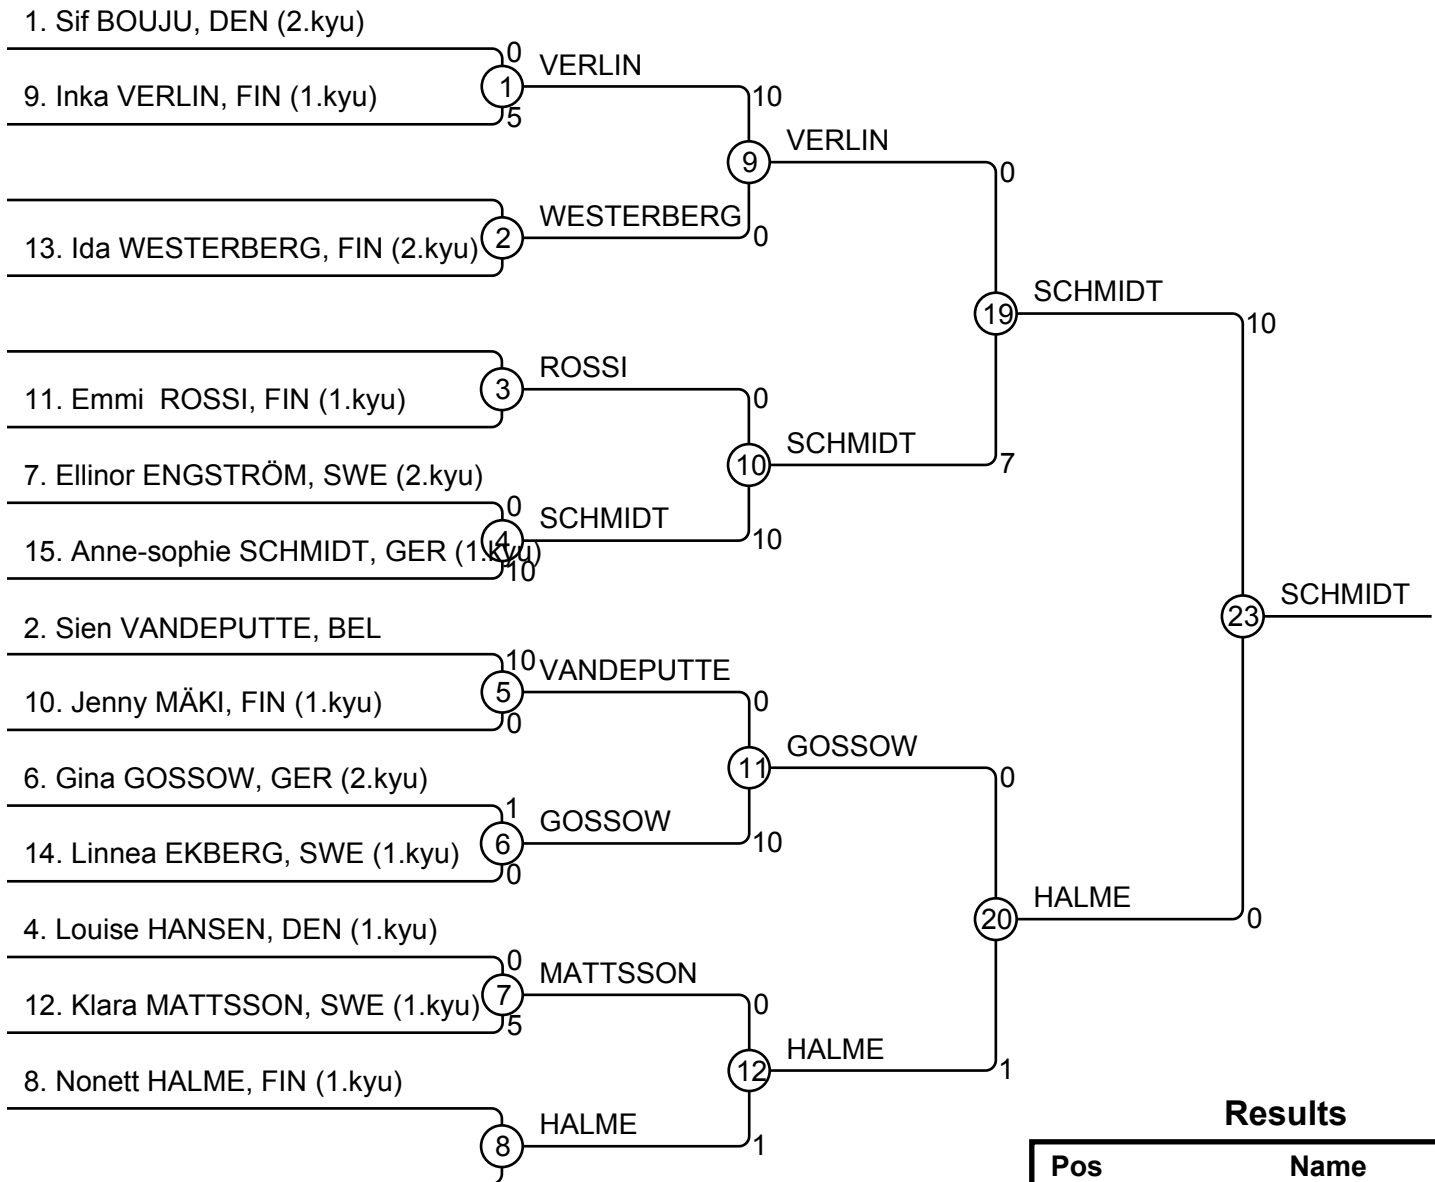 1. Sif BOUJU, DEN (2.kyu)
0
1
VERLIN
9. Inka VERLIN, FIN (1.kyu)
5
10
9
VERLIN
0
2
WESTERBERG
0
13. Ida WESTERBERG, FIN (2.kyu)
19
SCHMIDT
10
3
ROSSI
11. Emmi  ROSSI, FIN (1.kyu)
0
10
SCHMIDT
7
7. Ellinor ENGSTRÖM, SWE (2.kyu)
0
4
SCHMIDT
10
15. Anne-sophie SCHMIDT, GER (1.kyu)
10
23
SCHMIDT
2. Sien VANDEPUTTE, BEL
10
5
VANDEPUTTE
10. Jenny MÄKI, FIN (1.kyu)
0
0
11
GOSSOW
0
6. Gina GOSSOW, GER (2.kyu)
1
6
GOSSOW
10
14. Linnea EKBERG, SWE (1.kyu)
0
20
HALME
0
4. Louise HANSEN, DEN (1.kyu)
0
7
MATTSSON
12. Klara MATTSSON, SWE (1.kyu)
5
0
12
HALME
1
8. Nonett HALME, FIN (1.kyu)
8
HALME
1
Results
Pos Name